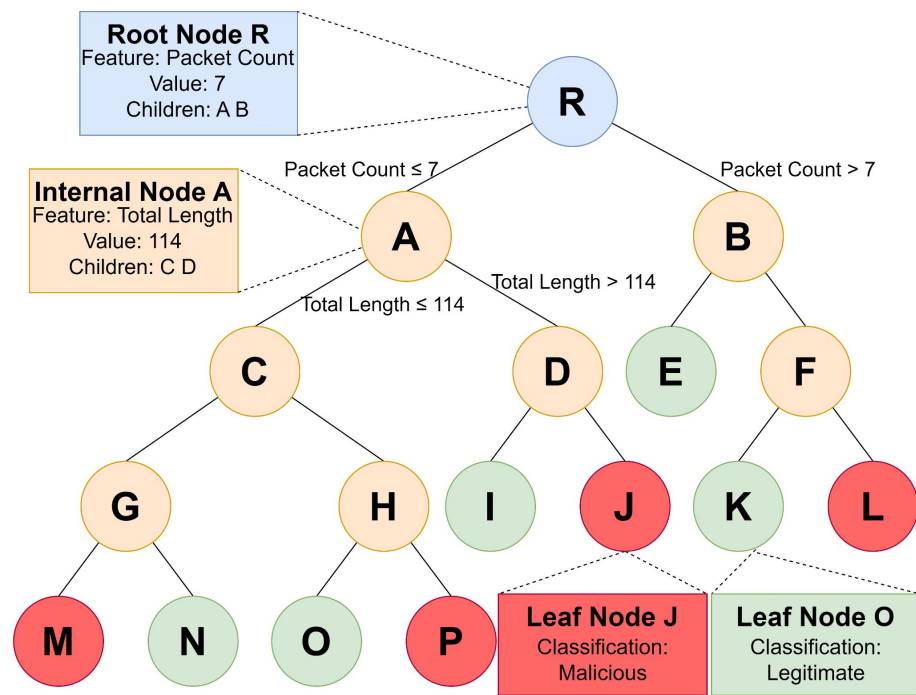 Root Node R
Feature: Packet Count
Value: 7
Children: A B
R
Packet Count ≤ 7
Packet Count > 7
Internal Node A
Feature: Total Length
Value: 114
Children: C D
A
B
Total Length ≤ 114
Total Length > 114
C
D
E
F
G
H
I
J
K
L
M
N
O
P
Leaf Node J
Classification:
Malicious
Leaf Node O
Classification:
Legitimate